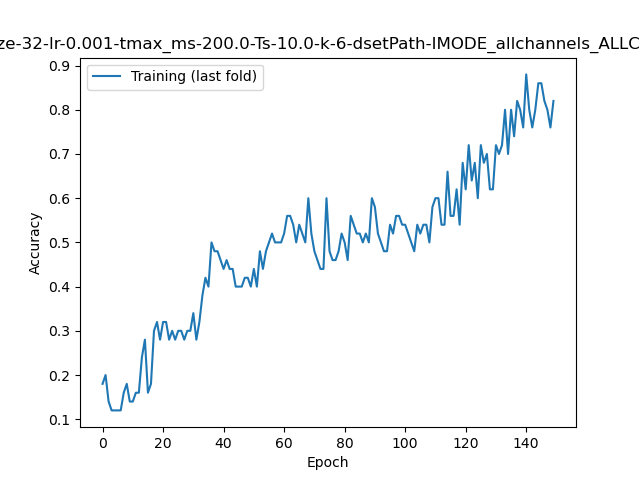 ze-32-lr-0.001-tmax_ms-200.0-Ts-10.0-k-6-dsetPath-IMODE_allchannels_ALLC
Training (last fold)
Accuracy
0.9
0.8
0.7
0.6
0.5
0.4
0.3
0.2
0.1
0 20 40 60 80 100 120 140
Epoch